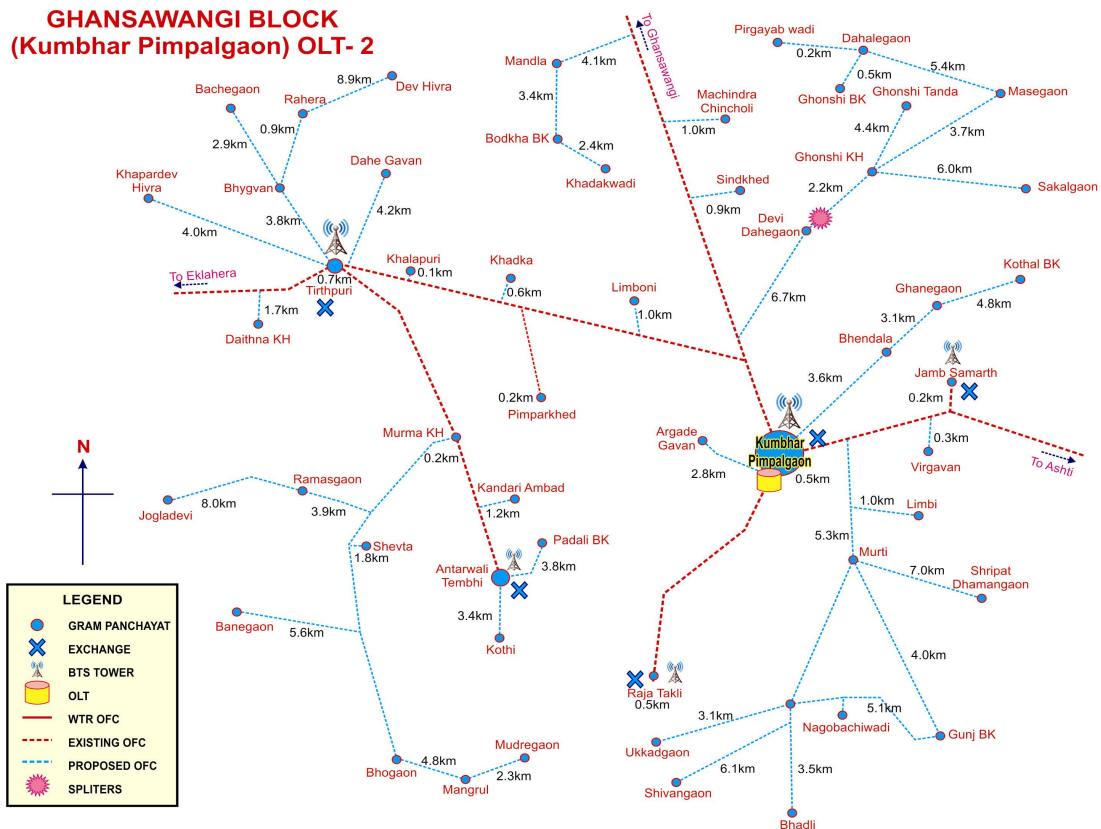 GHANSAWANGI BLOCK
(Kumbhar Pimpalgaon) OLT- 2
To Ghansawangi
Pirgayab wadi
Dahalegaon
0.2km
0.5km
5.4km
Ghonshi BK
Ghonshi Tanda
Masegaon
4.4km
3.7km
Ghonshi KH
6.0km
Sakalgaon
2.2km
Devi
Dahegaon
6.7km
Mandla
4.1km
3.4km
Machindra
Chincholi
1.0km
Bodkha BK
2.4km
Khadakwadi
Sindkhed
0.9km
Bachegaon
Rahera
8.9km
Dev Hivra
2.9km
0.9km
Dahe Gavan
Khapardev
Hivra
Bhygvan
3.8km
4.2km
4.0km
To Eklahera
0.7km
Tirthpuri
1.7km
Daithna KH
Khalapuri
0.1km
Khadka
0.6km
Limboni
1.0km
0.2km
Pimparkhed
Kothal BK
Ghanegaon
4.8km
3.1km
Bhendala
3.6km
Jamb Samarth
0.2km
0.3km
Virgavan
To Ashti
Argade
Gavan
2.8km
Kumbhar
Pimpalgaon
0.5km
1.0km
Limbi
5.3km
Murti
7.0km
Shripat
Dhamangaon
4.0km
N
Murma KH
0.2km
Ramasgaon
8.0km
3.9km
Jogladevi
Kandari Ambad
1.2km
Shevta
1.8km
Padali BK
Antarwali
Tembhi
3.8km
3.4km
Kothi
Banegaon
5.6km
Raja Takli
0.5km
3.1km
Ukkadgaon
Nagobachiwadi
5.1km
Gunj BK
6.1km
Shivangaon
3.5km
Bhadli
Bhogaon
4.8km
Mudregaon
Mangrul
2.3km
LEGEND
GRAM PANCHAYAT
EXCHANGE
BTS TOWER
OLT
WTR OFC
EXISTING OFC
PROPOSED OFC
SPLITERS